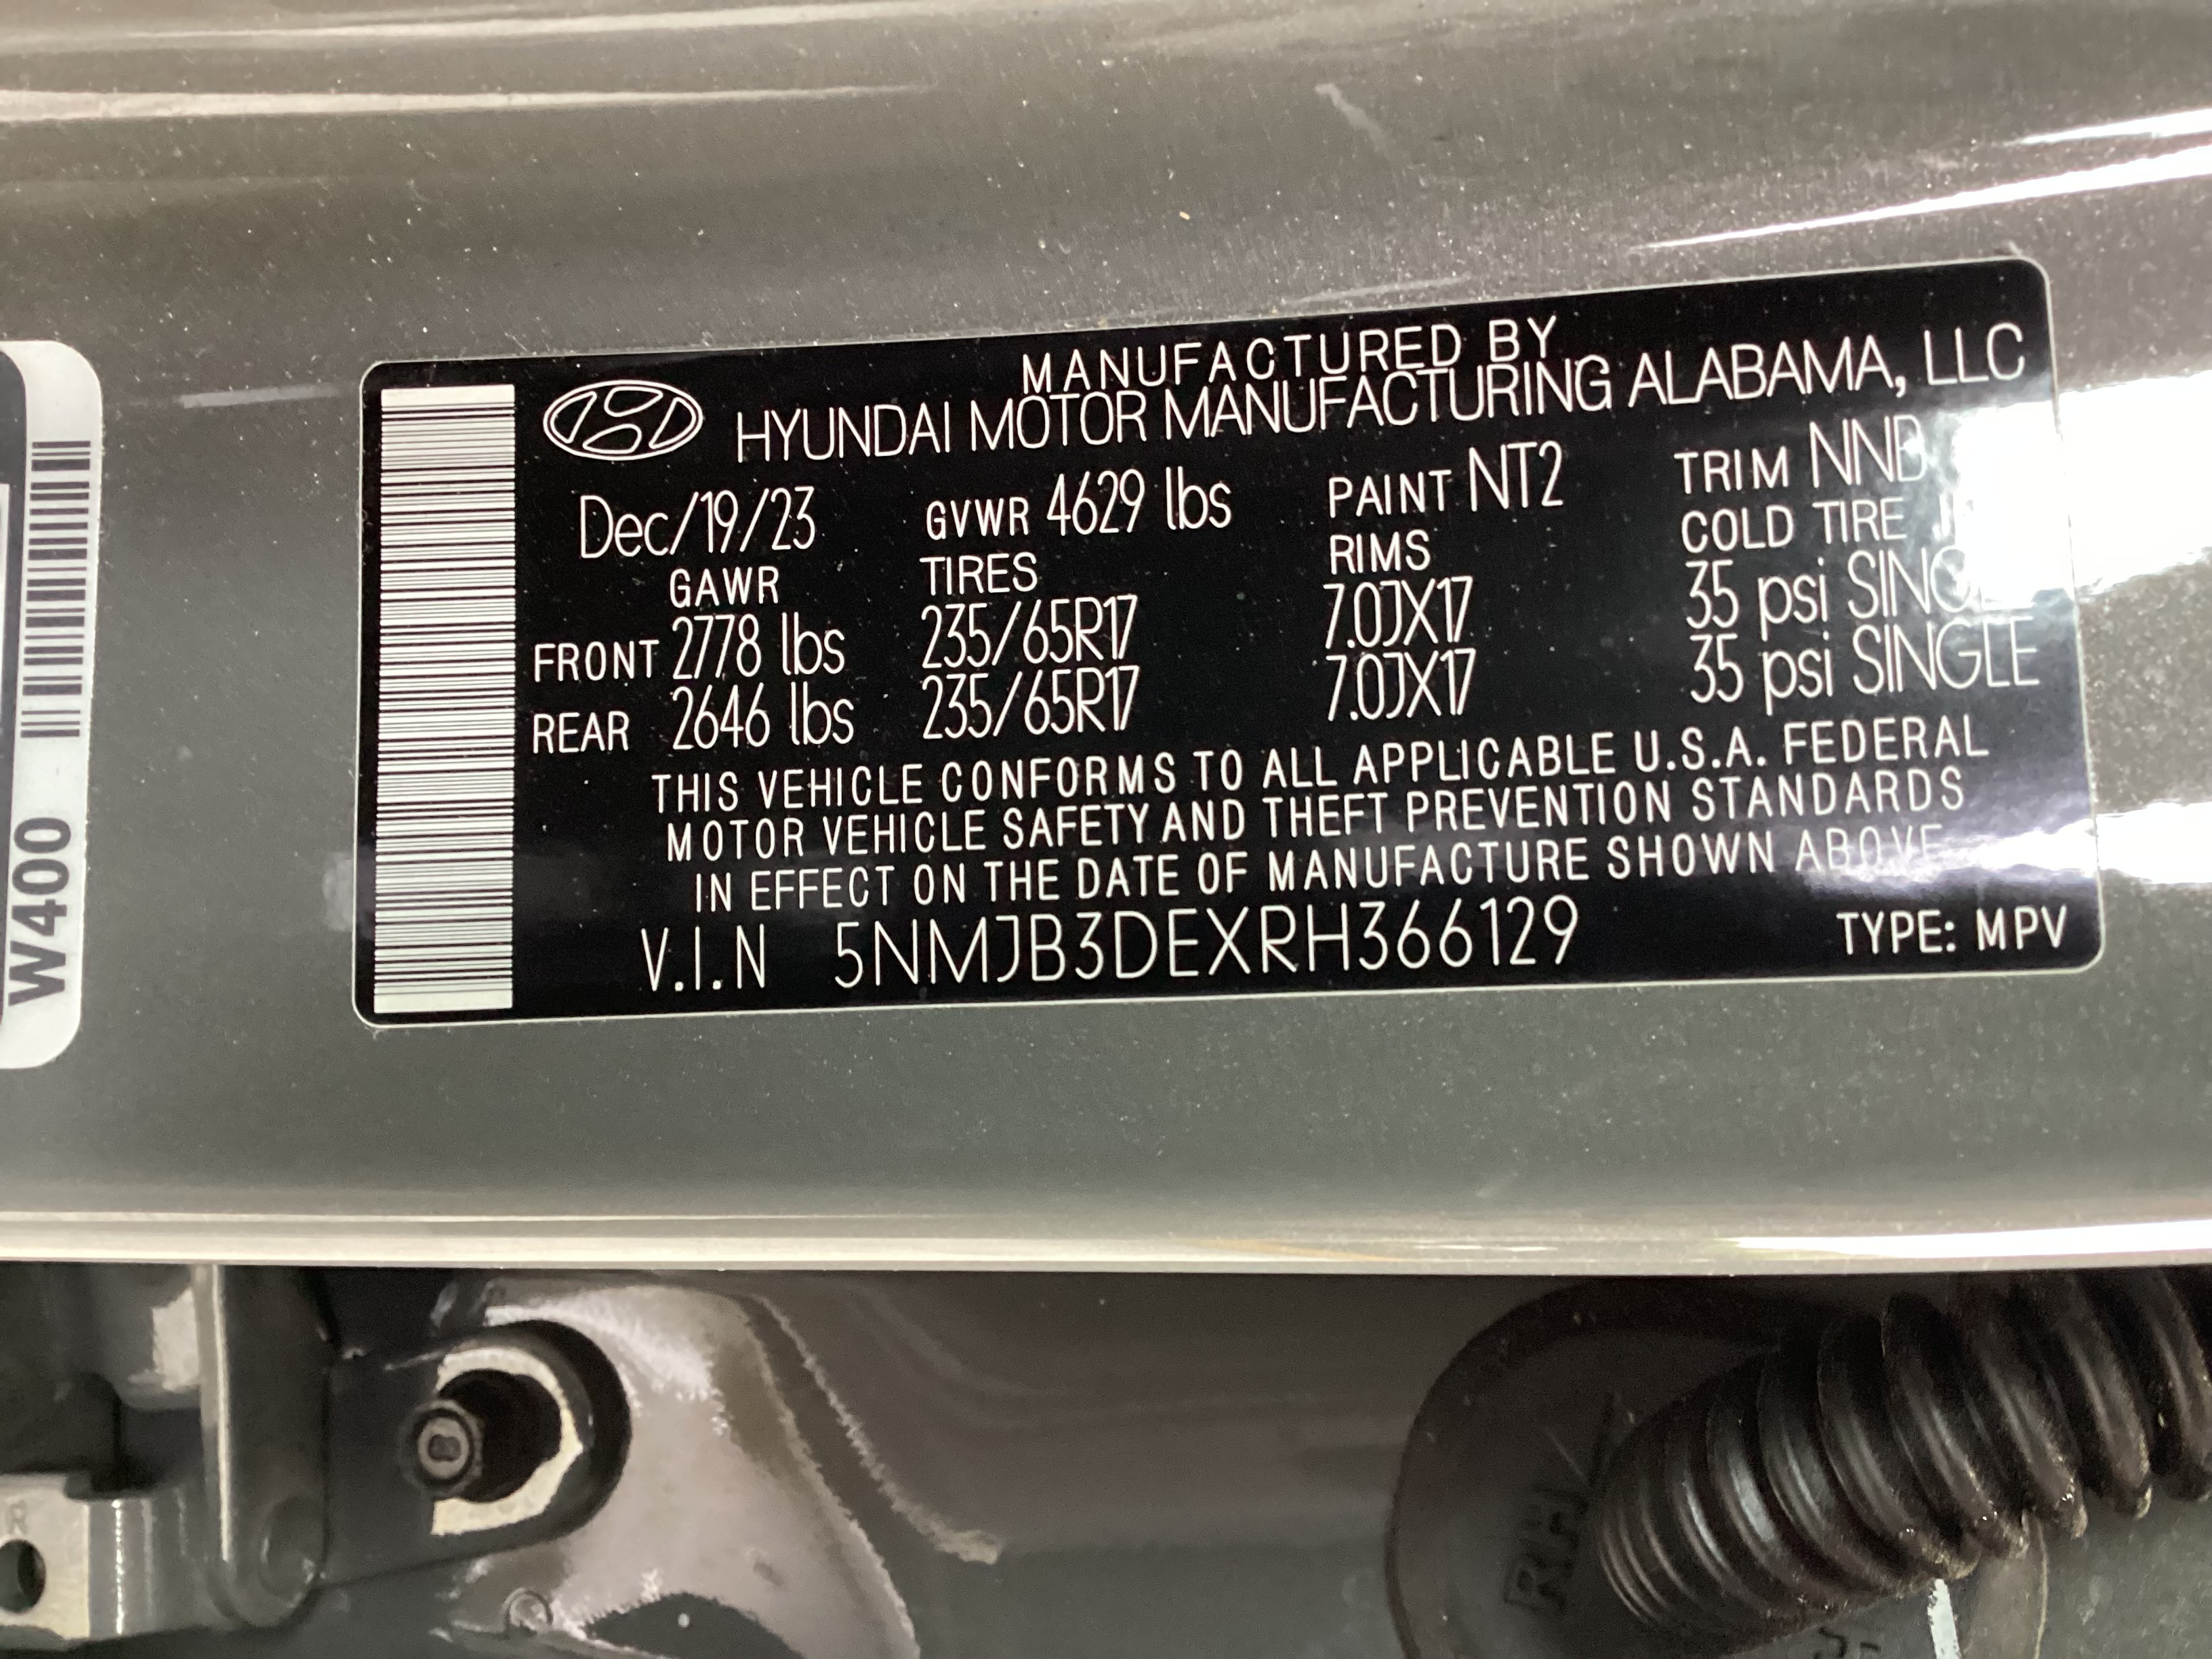 MANUFACTURED BY
HYUNDAI MOTOR MANUFACTURING ALABAMA, LLC
Dec/19/23 GVWR 4629 lbs PAINT NT2 TRIM NNB
GAWR TIRES RIMS COLD TIRE
FRONT 2778 lbs 235/65R17 7.0JX17 35 psi SINGLE
REAR 2646 lbs 235/65R17 7.0JX17 35 psi SINGLE
THIS VEHICLE CONFORMS TO ALL APPLICABLE U.S.A. FEDERAL
MOTOR VEHICLE SAFETY AND THEFT PREVENTION STANDARDS
IN EFFECT ON THE DATE OF MANUFACTURE SHOWN ABOVE
V.I.N 5NMJB3DEXRH366129 TYPE: MPV
W400
RH